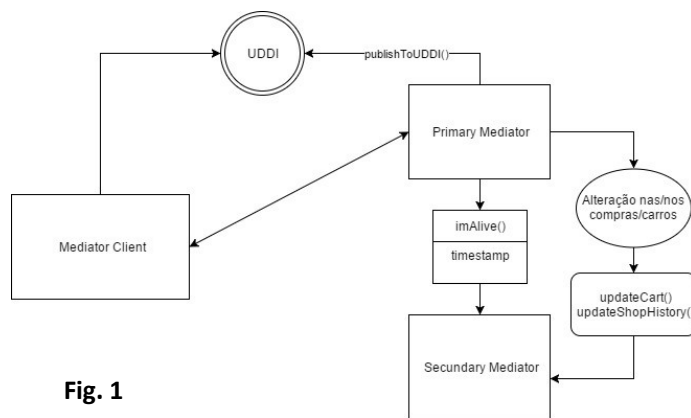 UDDI
publishToUDDI()
Primary Mediator
Mediator Client
imAlive()
timestamp
Alteração nas/nos
compras/carros
updateCart()
updateShopHistory()
Secundary Mediator
Fig. 1